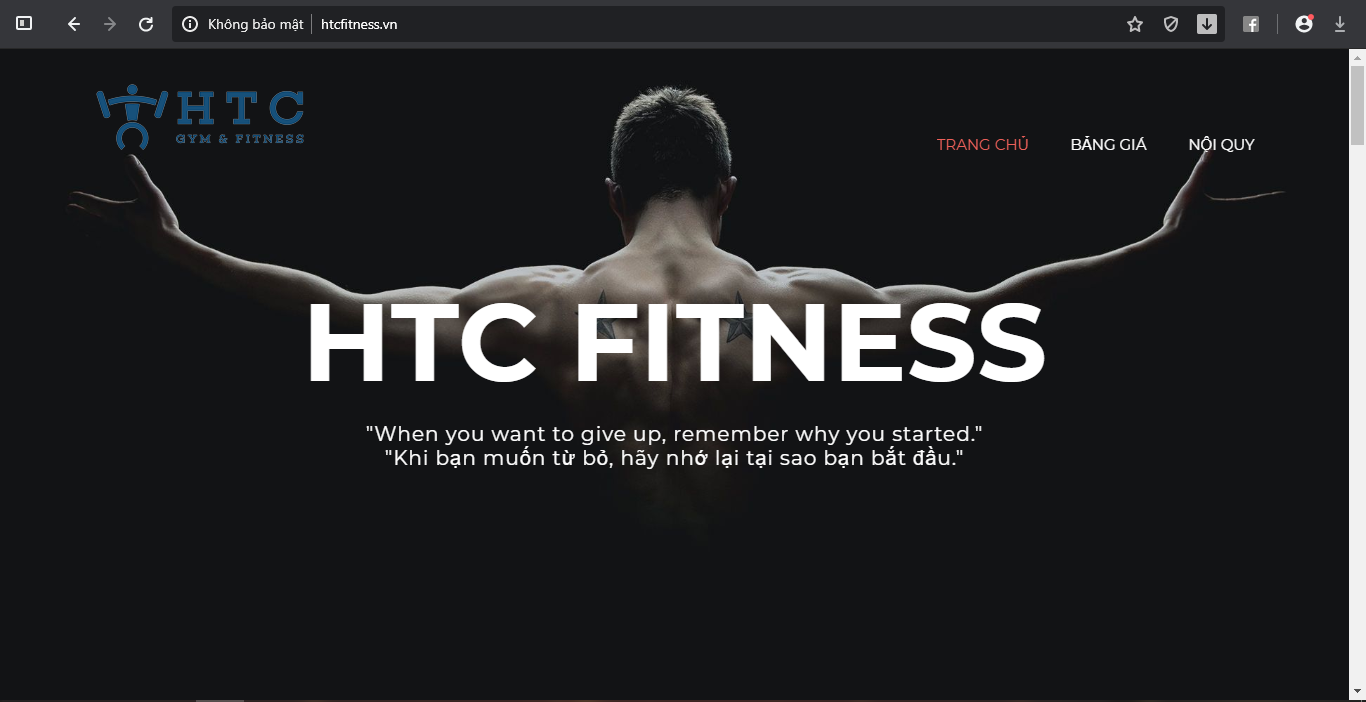 Không bảo mật htcfitness.vn
HTC
GYM & FITNESS
TRANG CHỦ BẢNG GIÁ NỘI QUY
HTC FITNESS
"When you want to give up, remember why you started."
"Khi bạn muốn từ bỏ, hãy nhớ lại tại sao bạn bắt đầu."